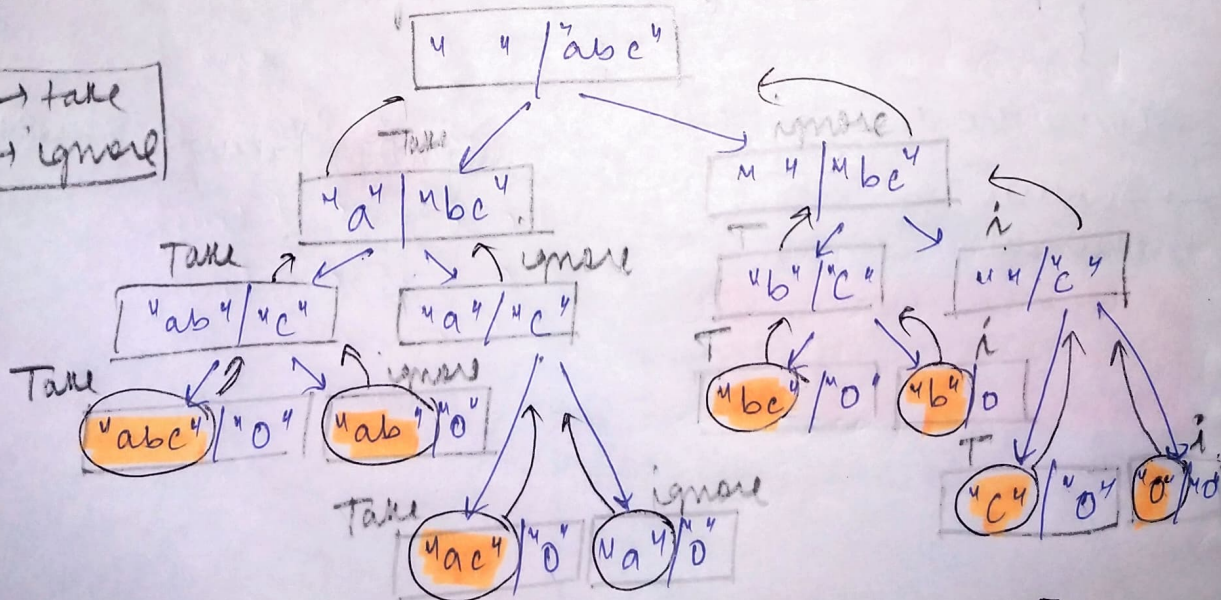 " " / "abc"
→ take
→ ignore
Take ignore
"a" | "bc" " " | "bc"
Take ignore T i
"ab" / "c" "a" / "c" "b" / "c" " " / "c"
Take ignore T i
"abc" / "0" "ab" / "0" "bc" / "0" "b" / 0
T i
"c" / "0" "0" / "0
Take ignore
"ac" / "0" "a" / "0"